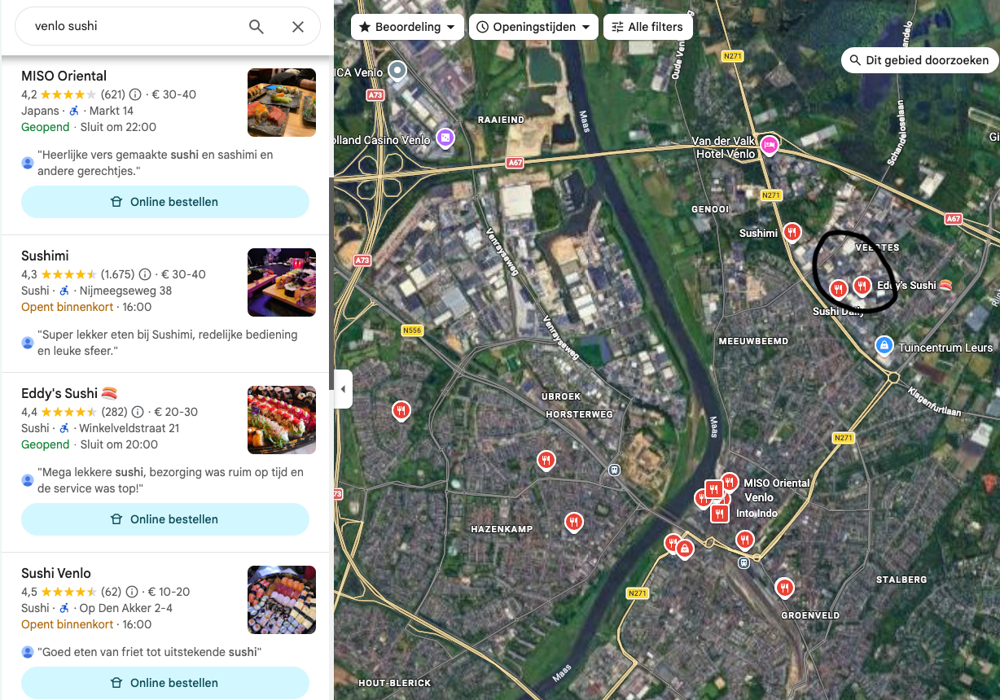 venlo sushi
MISO Oriental
4,2 (621) · € 30-40
Japans · · Markt 14
Geopend · Sluit om 22:00
"Heerlijke vers gemaakte sushi en sashimi en
andere gerechtjes."
Online bestellen
Sushimi
4,3 (1.675) · € 30-40
Sushi · · Nijmeegseweg 38
Opent binnenkort · 16:00
"Super lekker eten bij Sushimi, redelijke bediening
en leuke sfeer."
Eddy's Sushi 🍣
4,4 (282) · € 20-30
Sushi · · Winkelveldstraat 21
Geopend · Sluit om 20:00
"Mega lekkere sushi, bezorging was ruim op tijd en
de service was top!"
Online bestellen
Sushi Venlo
4,5 (62) · € 10-20
Sushi · · Op Den Akker 2-4
Opent binnenkort · 16:00
"Goed eten van friet tot uitstekende sushi"
Online bestellen
Beoordeling
Openingstijden
Alle filters
Dit gebied doorzoeken
N271
ICA Venlo
A73
RAAIEIND
Maas
olland Casino Venlo
A67
Van der Valk
Hotel Venlo
Schandeloselaan
N271
GENOOI
A67
Sushimi
Venrayseweg
A73
Eddy's Sushi 🍣
Sushi Daily
N556
Venrayseweg
MEEUWBEEMD
Tuincentrum Leurs
Klagenfurtlaan
UBROEK
HORSTERWEG
Maas
N271
MISO Oriental
Venlo
Into Indo
73
HAZENKAMP
STALBERG
N271
GROENVELD
Maas
HOUT-BLERICK